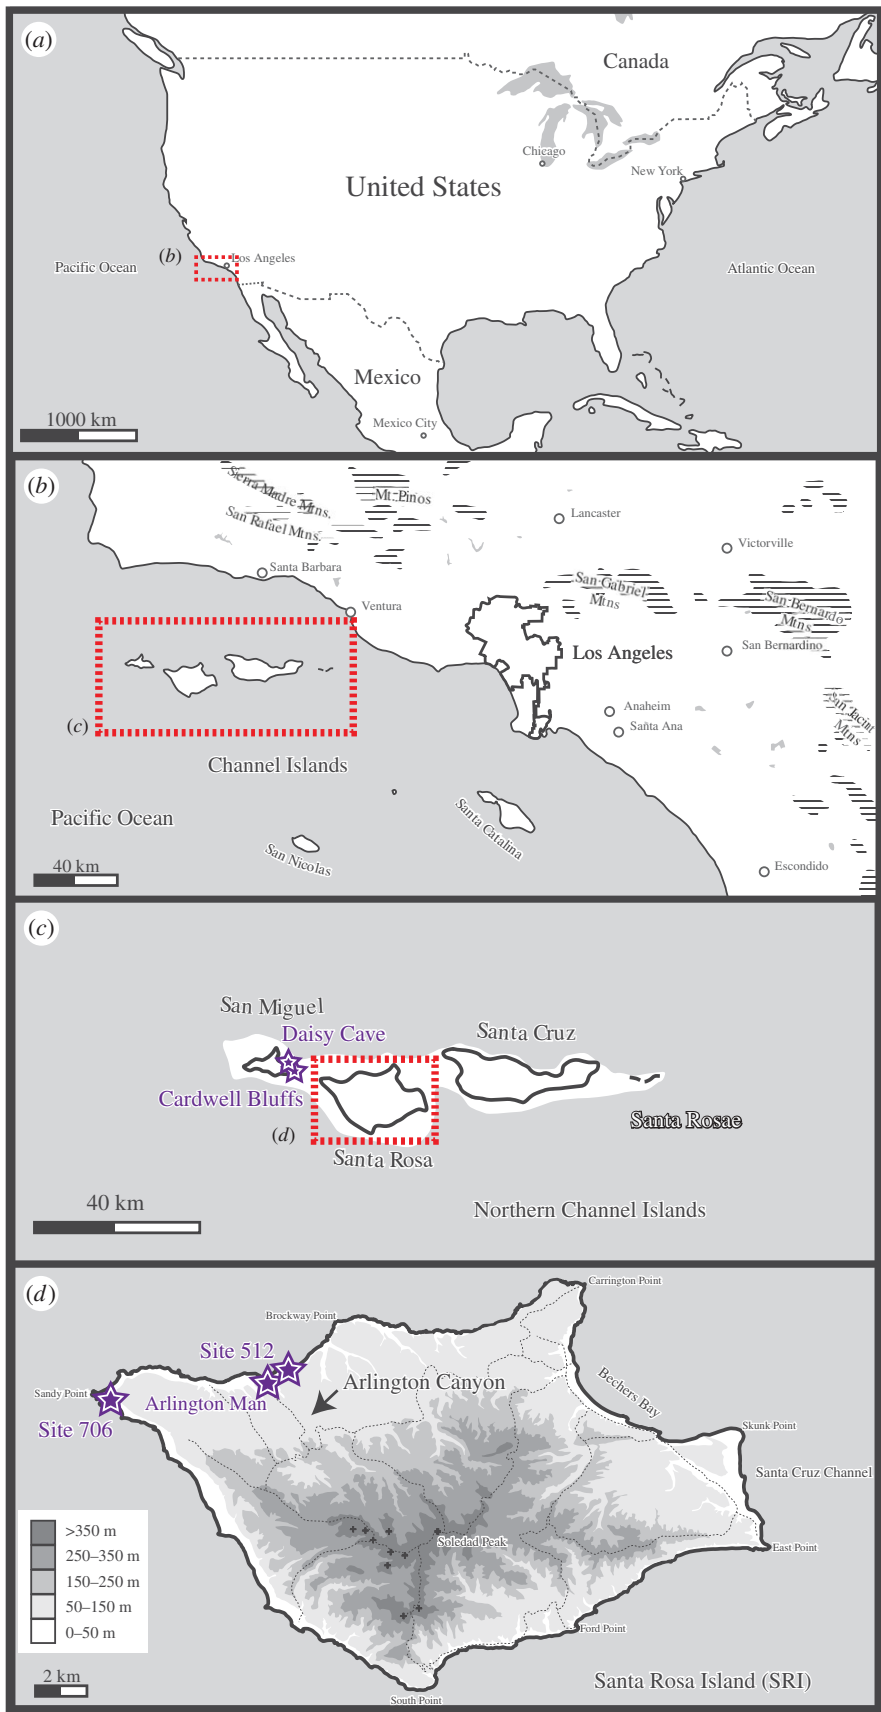 (a)
Canada
Chicago
New York
United States
(b)
Los Angeles
Pacific Ocean
Atlantic Ocean
Mexico
Mexico City
1000 km
(b)
Sierra Madre Mtns.
Mt. Pinos
San Rafael Mtns.
Lancaster
Victorville
Santa Barbara
San Gabriel
Mtns
San Bernardo
Mtns.
Ventura
Los Angeles
San Bernardino
Anaheim
Santa Ana
San Jacint
Mtns
(c)
Channel Islands
Pacific Ocean
Santa Catalina
San Nicolas
40 km
Escondido
(c)
San Miguel
Daisy Cave
Santa Cruz
Cardwell Bluffs
(d)
Santa Rosae
Santa Rosa
40 km
Northern Channel Islands
(d)
Carrington Point
Brockway Point
Site 512
Arlington Canyon
Bechers Bay
Sandy Point
Arlington Man
Site 706
Skunk Point
Santa Cruz Channel
>350 m
250–350 m
150–250 m
50–150 m
0–50 m
Soledad Peak
East Point
Ford Point
2 km
South Point
Santa Rosa Island (SRI)